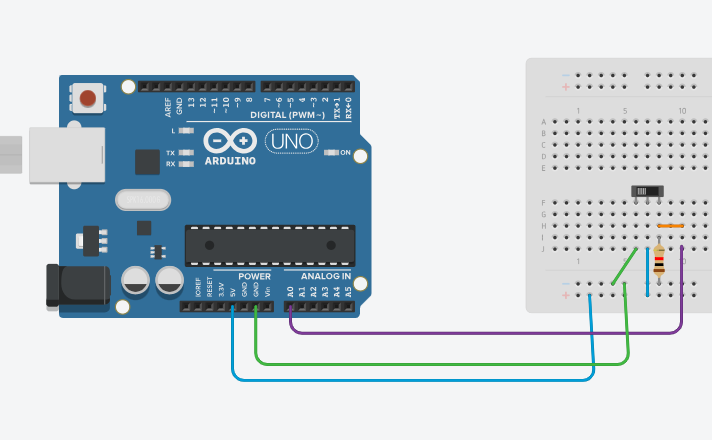 AREF
GND
13
12
~11
~10
~9
8
7
~6
~5
4
~3
2
TX→1
RX←0
DIGITAL (PWM~)
L
TX
RX
ARDUINO
UNO
ON
POWER
ANALOG IN
IOREF
RESET
3.3V
5V
GND
GND
Vin
A0
A1
A2
A3
A4
A5
1
5
10
A
B
C
D
E
F
G
H
I
J
1
10